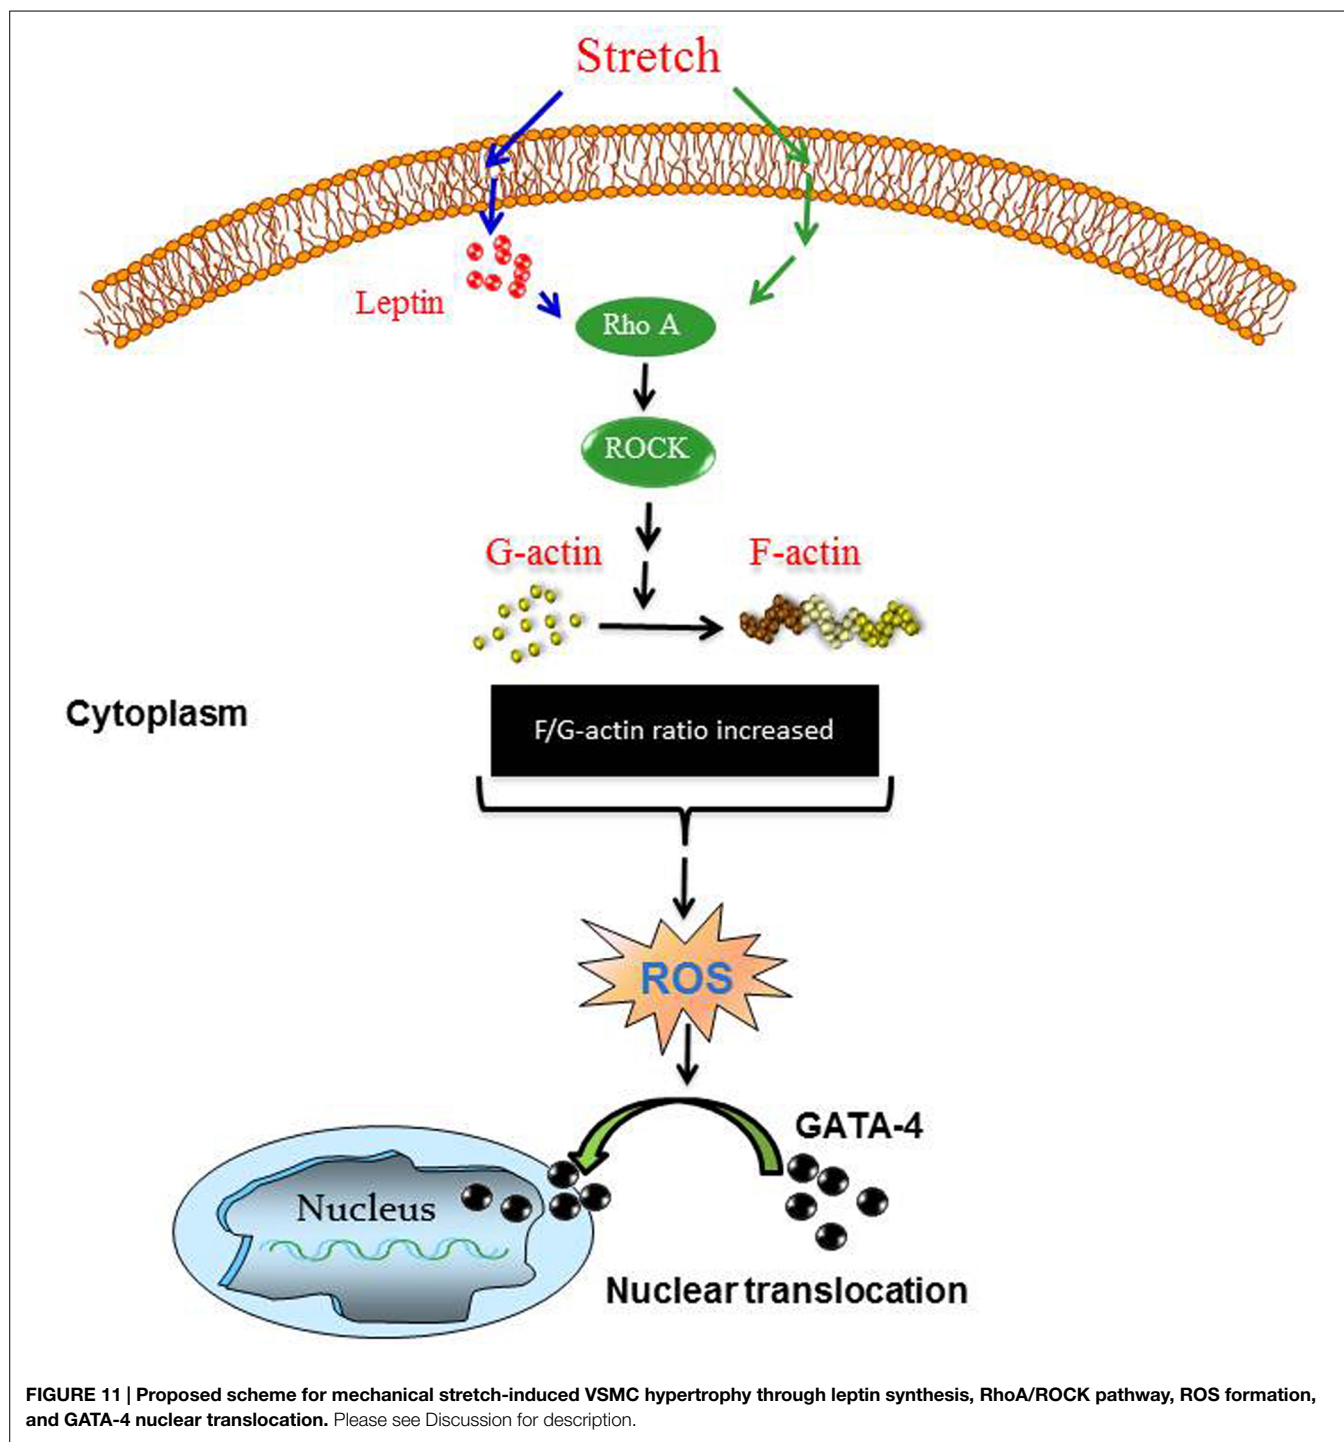 Stretch
Leptin
Rho A
ROCK
G-actin
F-actin
Cytoplasm
F/G-actin ratio increased
ROS
GATA-4
Nucleus
Nuclear translocation
FIGURE 11 | Proposed scheme for mechanical stretch-induced VSMC hypertrophy through leptin synthesis, RhoA/ROCK pathway, ROS formation,
and GATA-4 nuclear translocation. Please see Discussion for description.